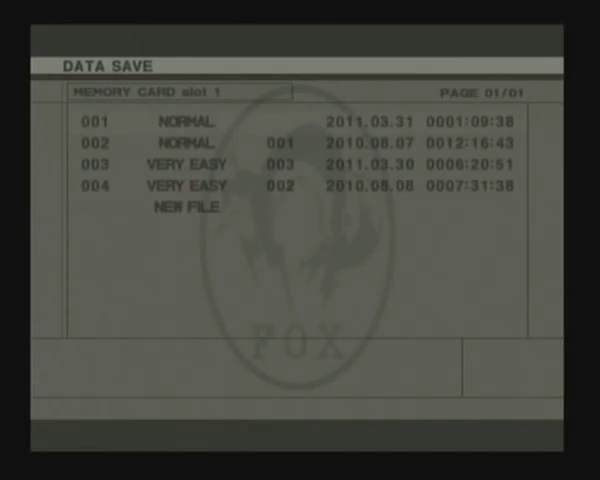 DATA SAVE
MEMORY CARD slot 1 PAGE 01/01
001 NORMAL 2011.03.31 0001:09:38
002 NORMAL 001 2010.08.07 0012:16:43
003 VERY EASY 003 2011.03.30 0006:20:51
004 VERY EASY 002 2010.08.08 0007:31:38
NEW FILE
FOX